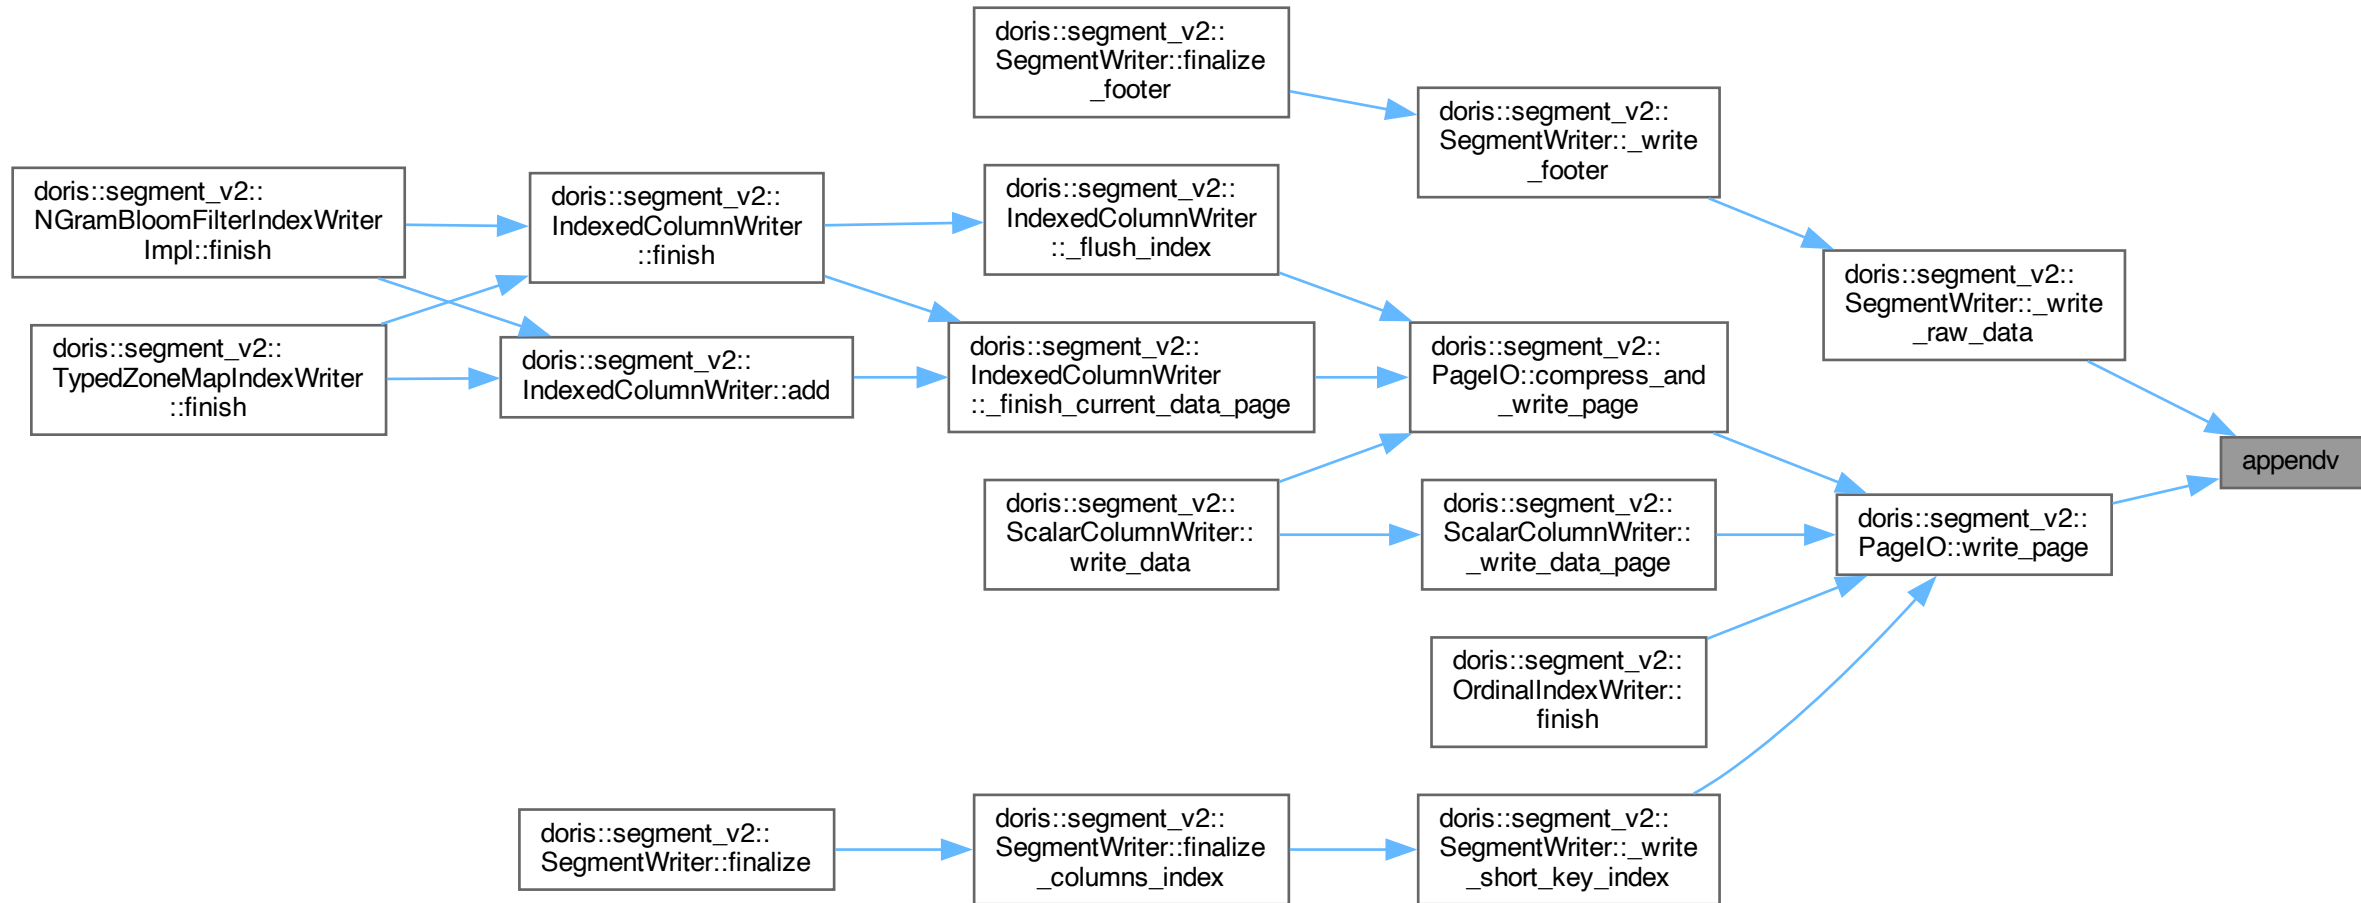 doris::segment_v2::
SegmentWriter::finalize
_footer
doris::segment_v2::
SegmentWriter::_write
_footer
doris::segment_v2::
NGramBloomFilterIndexWriter
Impl::finish
doris::segment_v2::
IndexedColumnWriter
::finish
doris::segment_v2::
IndexedColumnWriter
::_flush_index
doris::segment_v2::
SegmentWriter::_write
_raw_data
doris::segment_v2::
TypedZoneMapIndexWriter
::finish
doris::segment_v2::
IndexedColumnWriter::add
doris::segment_v2::
IndexedColumnWriter
::_finish_current_data_page
doris::segment_v2::
PageIO::compress_and
_write_page
appendv
doris::segment_v2::
ScalarColumnWriter::
write_data
doris::segment_v2::
ScalarColumnWriter::
_write_data_page
doris::segment_v2::
PageIO::write_page
doris::segment_v2::
OrdinalIndexWriter::
finish
doris::segment_v2::
SegmentWriter::finalize
doris::segment_v2::
SegmentWriter::finalize
_columns_index
doris::segment_v2::
SegmentWriter::_write
_short_key_index